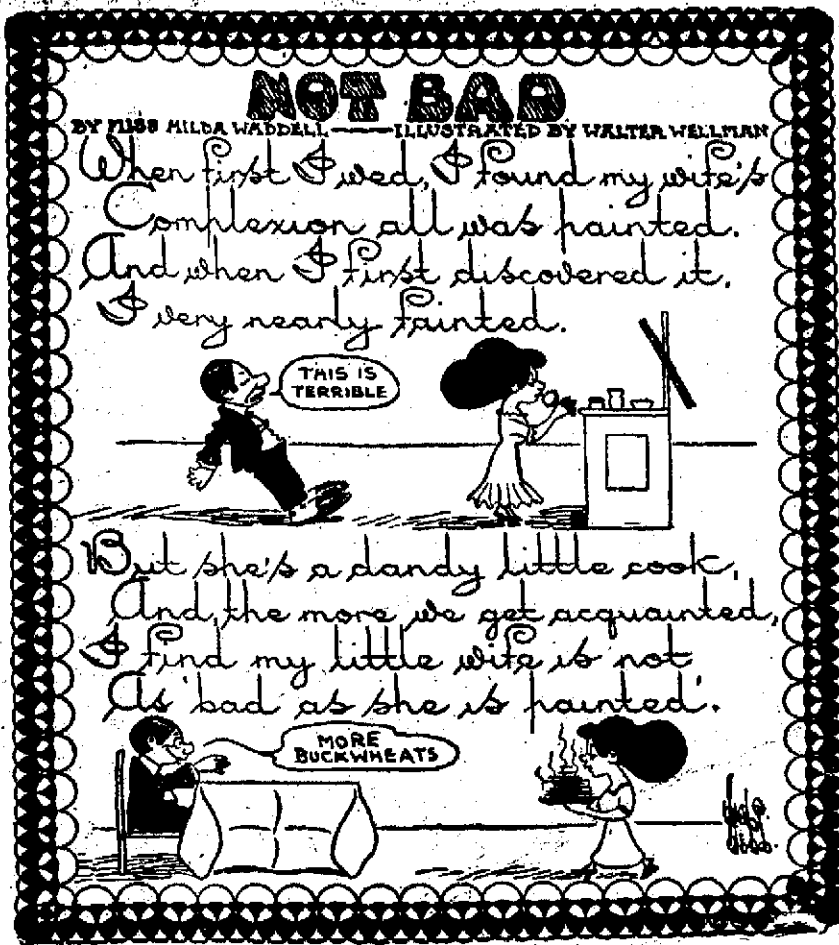 NOT BAD
BY MISS MILDA WADDELL — ILLUSTRATED BY WALTER WELLMAN
When first I wed, I found my wife's
Complexion all was painted.
And when I first discovered it,
I very nearly fainted.
THIS IS
TERRIBLE
But she's a dandy little cook,
And, the more we get acquainted,
I find my little wife is not
As 'bad as she is painted'.
MORE
BUCKWHEATS